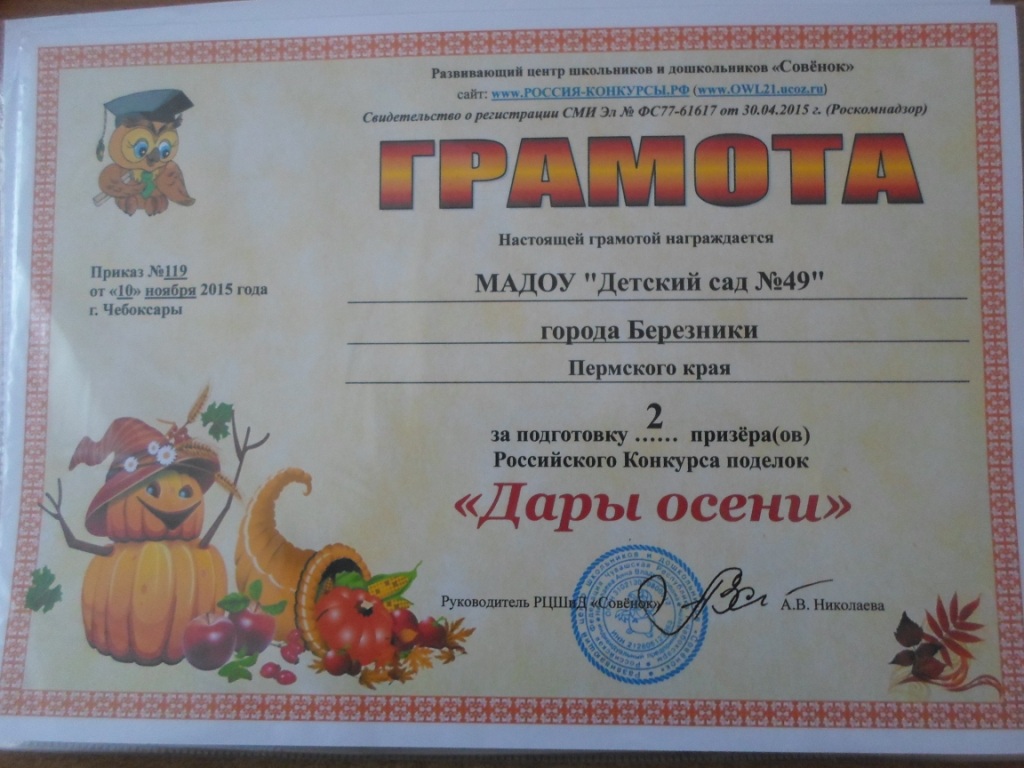 Развивающий центр школьников и дошкольников «Совёнок»
сайт: www.РОССИЯ-КОНКУРСЫ.РФ (www.OWL21.ucoz.ru)
Свидетельство о регистрации СМИ Эл № ФС77-61617 от 30.04.2015 г. (Роскомнадзор)
ГРАМОТА
Настоящей грамотой награждается
Приказ №119
от «10» ноября 2015 года
г. Чебоксары
МАДОУ "Детский сад №49"
города Березники
Пермского края
2
за подготовку ...... призёра(ов)
Российского Конкурса поделок
«Дары осени»
Руководитель РЦШиД «Совёнок»
А.В. Николаева